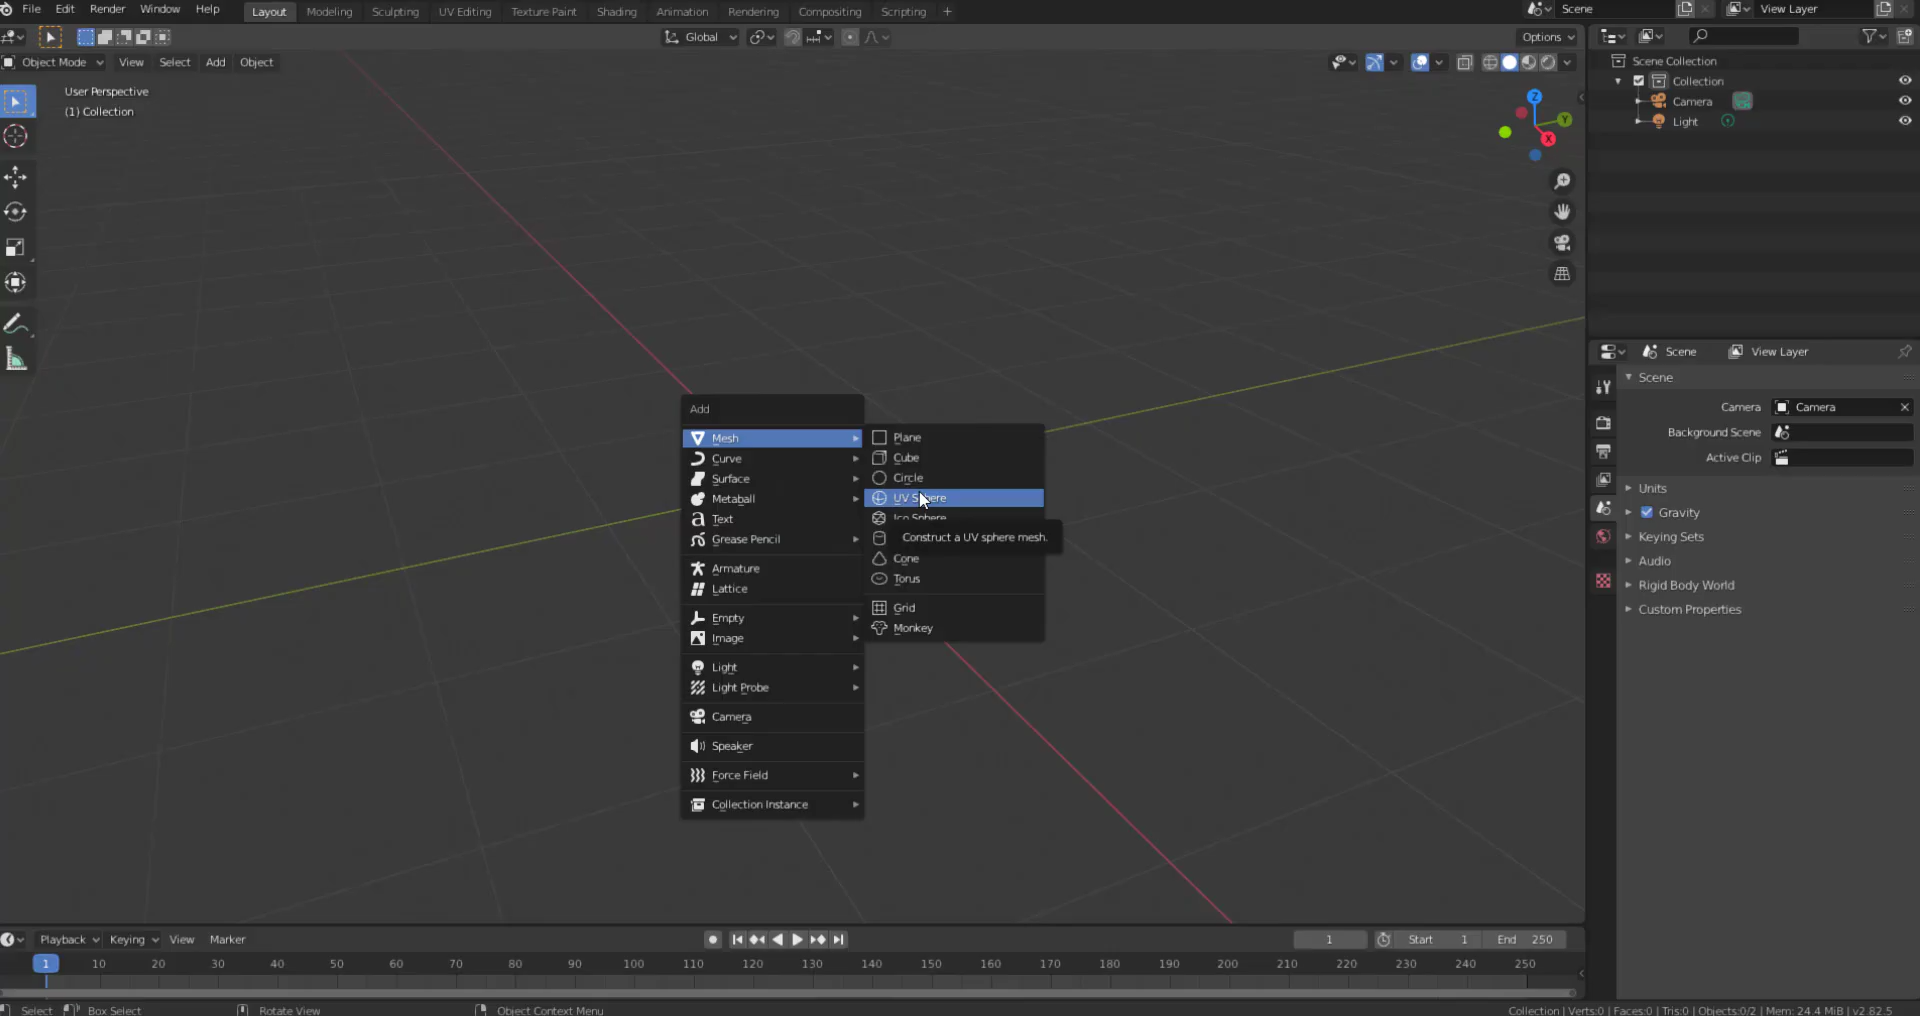 File Edit Render Window Help Layout Modeling Sculpting UV Editing Texture Paint Shading Animation Rendering Compositing Scripting + Scene View Layer
Global Options
Object Mode View Select Add Object
User Perspective
(1) Collection
Z
Y
X
Scene Collection
Collection
Camera
Light
Add
Mesh
Curve
Surface
Metaball
Text
Grease Pencil
Armature
Lattice
Empty
Image
Light
Light Probe
Camera
Speaker
Force Field
Collection Instance
Plane
Cube
Circle
UV Sphere
Ico Sphere
Construct a UV sphere mesh.
Cone
Torus
Grid
Monkey
Scene View Layer
Scene
Camera Camera
Background Scene
Active Clip
Units
Gravity
Keying Sets
Audio
Rigid Body World
Custom Properties
Playback Keying View Marker 1 Start 1 End 250
1 10 20 30 40 50 60 70 80 90 100 110 120 130 140 150 160 170 180 190 200 210 220 230 240 250
Select Box Select Rotate View Object Context Menu Collection | Verts:0 | Faces:0 | Tris:0 | Objects:0/2 | Mem: 24.4 MiB | v2.82.5